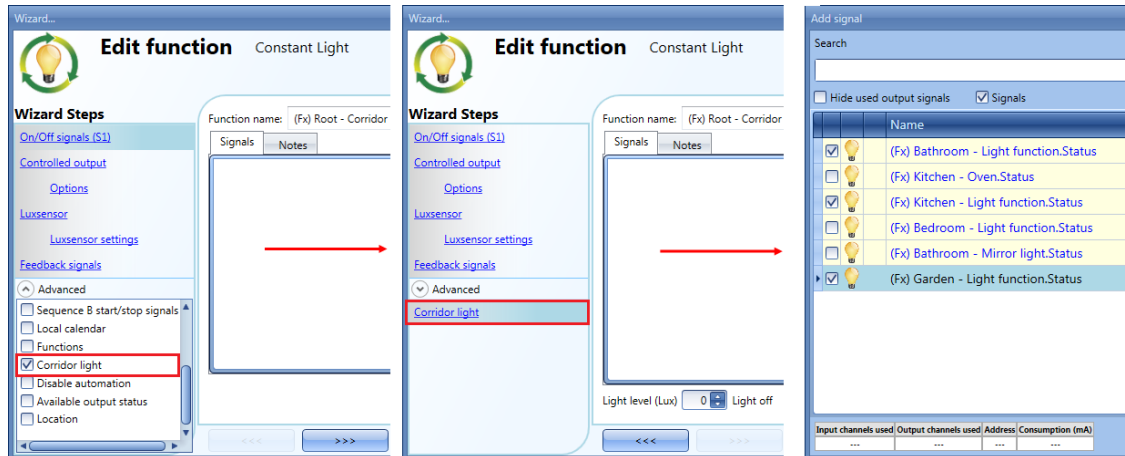 Wizard...
Edit function Constant Light
Wizard Steps
On/Off signals (S1)
Controlled output
Options
Luxsensor
Luxsensor settings
Feedback signals
Advanced
Sequence B start/stop signals
Local calendar
Functions
Corridor light
Disable automation
Available output status
Location
Function name: (Fx) Root - Corridor
Signals Notes
<<< >>>
Wizard...
Edit function Constant Light
Wizard Steps
On/Off signals (S1)
Controlled output
Options
Luxsensor
Luxsensor settings
Feedback signals
Advanced
Corridor light
Function name: (Fx) Root - Corridor
Signals Notes
Light level (Lux) 0 Light off
<<< >>>
Add signal
Search
Hide used output signals Signals
Name
(Fx) Bathroom - Light function.Status
(Fx) Kitchen - Oven.Status
(Fx) Kitchen - Light function.Status
(Fx) Bedroom - Light function.Status
(Fx) Bathroom - Mirror light.Status
(Fx) Garden - Light function.Status
Input channels used Output channels used Address Consumption (mA)
--- --- --- ---